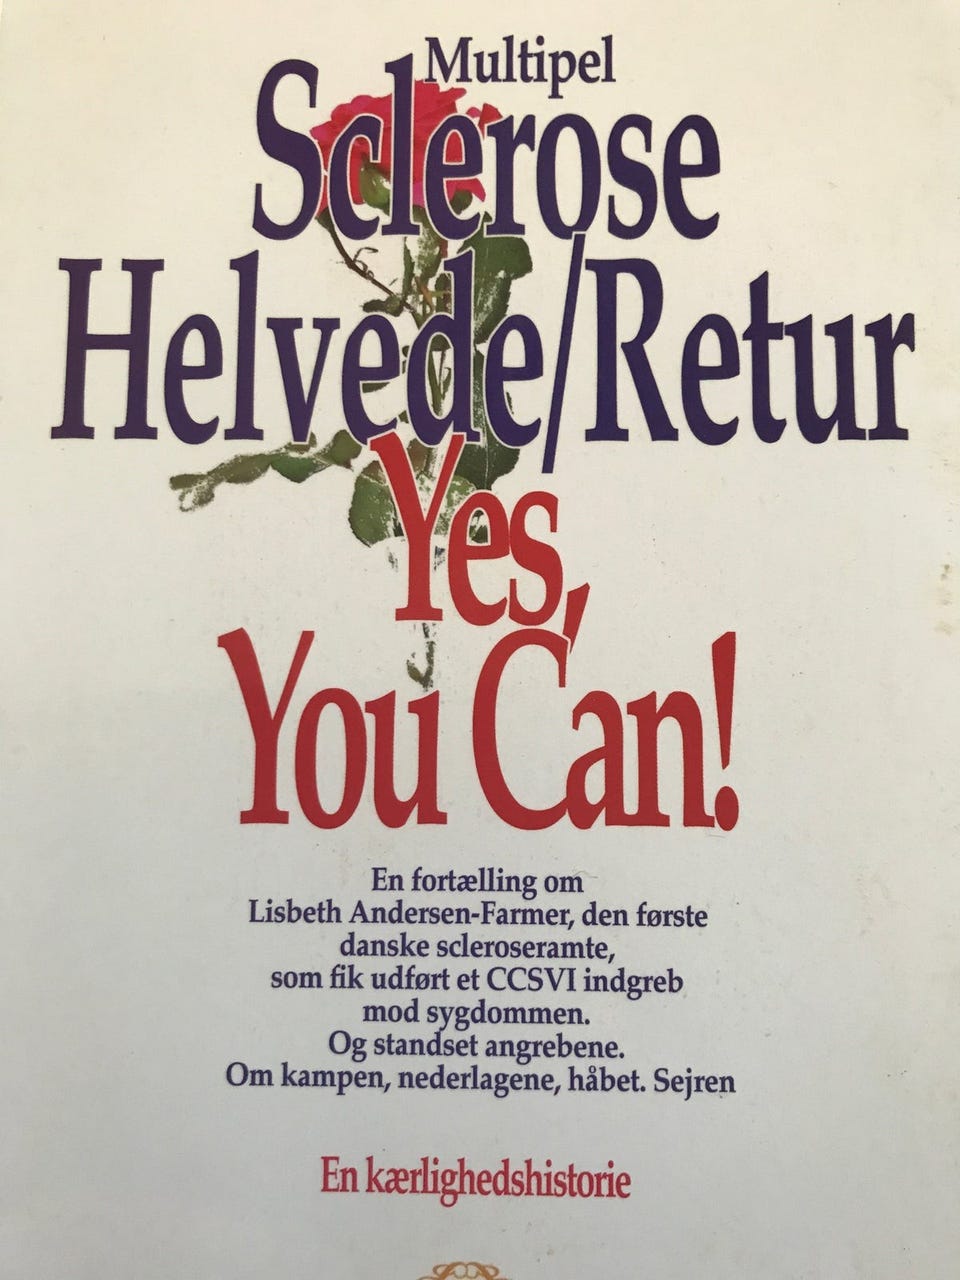 Multipel
Sclerose
Helvede/Retur
Yes,
You Can!
En fortælling om
Lisbeth Andersen-Farmer, den første
danske scleroseramte,
som fik udført et CCSVI indgreb
mod sygdommen.
Og standset angrebene.
Om kampen, nederlagene, håbet. Sejren
En kærlighedshistorie